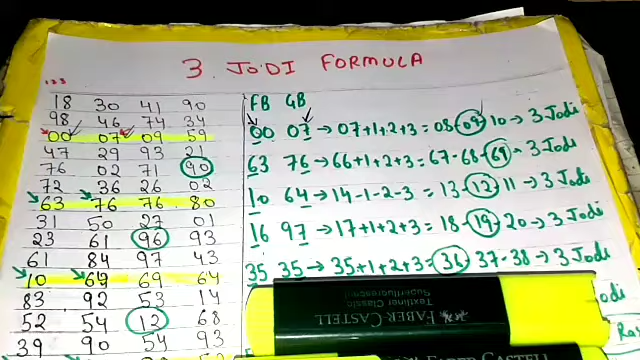 3 JODI FORMULA
123
18 30 41 90
98 46 74 34
00 07 09 59
47 29 93 21
76 02 71 90
72 36 26 02
63 76 76 80
31 50 27 01
23 61 96 93
61 84 97 43
10 64 69 64
83 92 53 14
52 54 12 68
39 90 54 93
FB GB
00 07→07+1+2+3=08-09-10→3 Jodi
63 76→66+1+2+3=67-68-69→3 Jodi
10 64→14-1-2-3=13-12-11→3 Jodi
16 97→17+1+2+3=18-19-20→3 Jodi
35 35→35+1+2+3=36-37-38→3 Jodi
Jodi
Textliner Classic
Superfluorescent
FABER-CASTELL
FABER-CASTELL